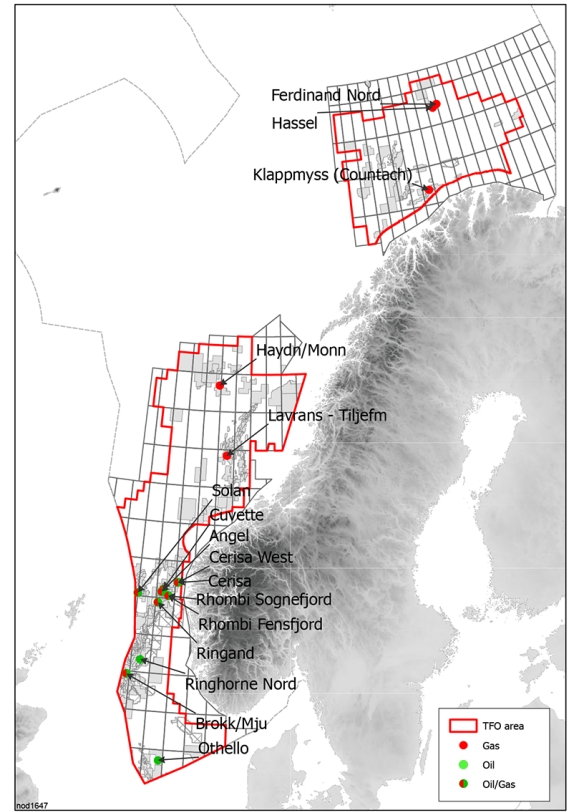 Ferdinand Nord
Hassel
Klappmyss (Countach)
Haydn/Monn
Lavrans - Tiljefm
Solan
Cuvette
Angel
Cerisa West
Cerisa
Rhombi Sognefjord
Rhombi Fensfjord
Ringand
Ringhorne Nord
Brokk/Mju
Othello
TFO area
Gas
Oil
Oil/Gas
nod1647